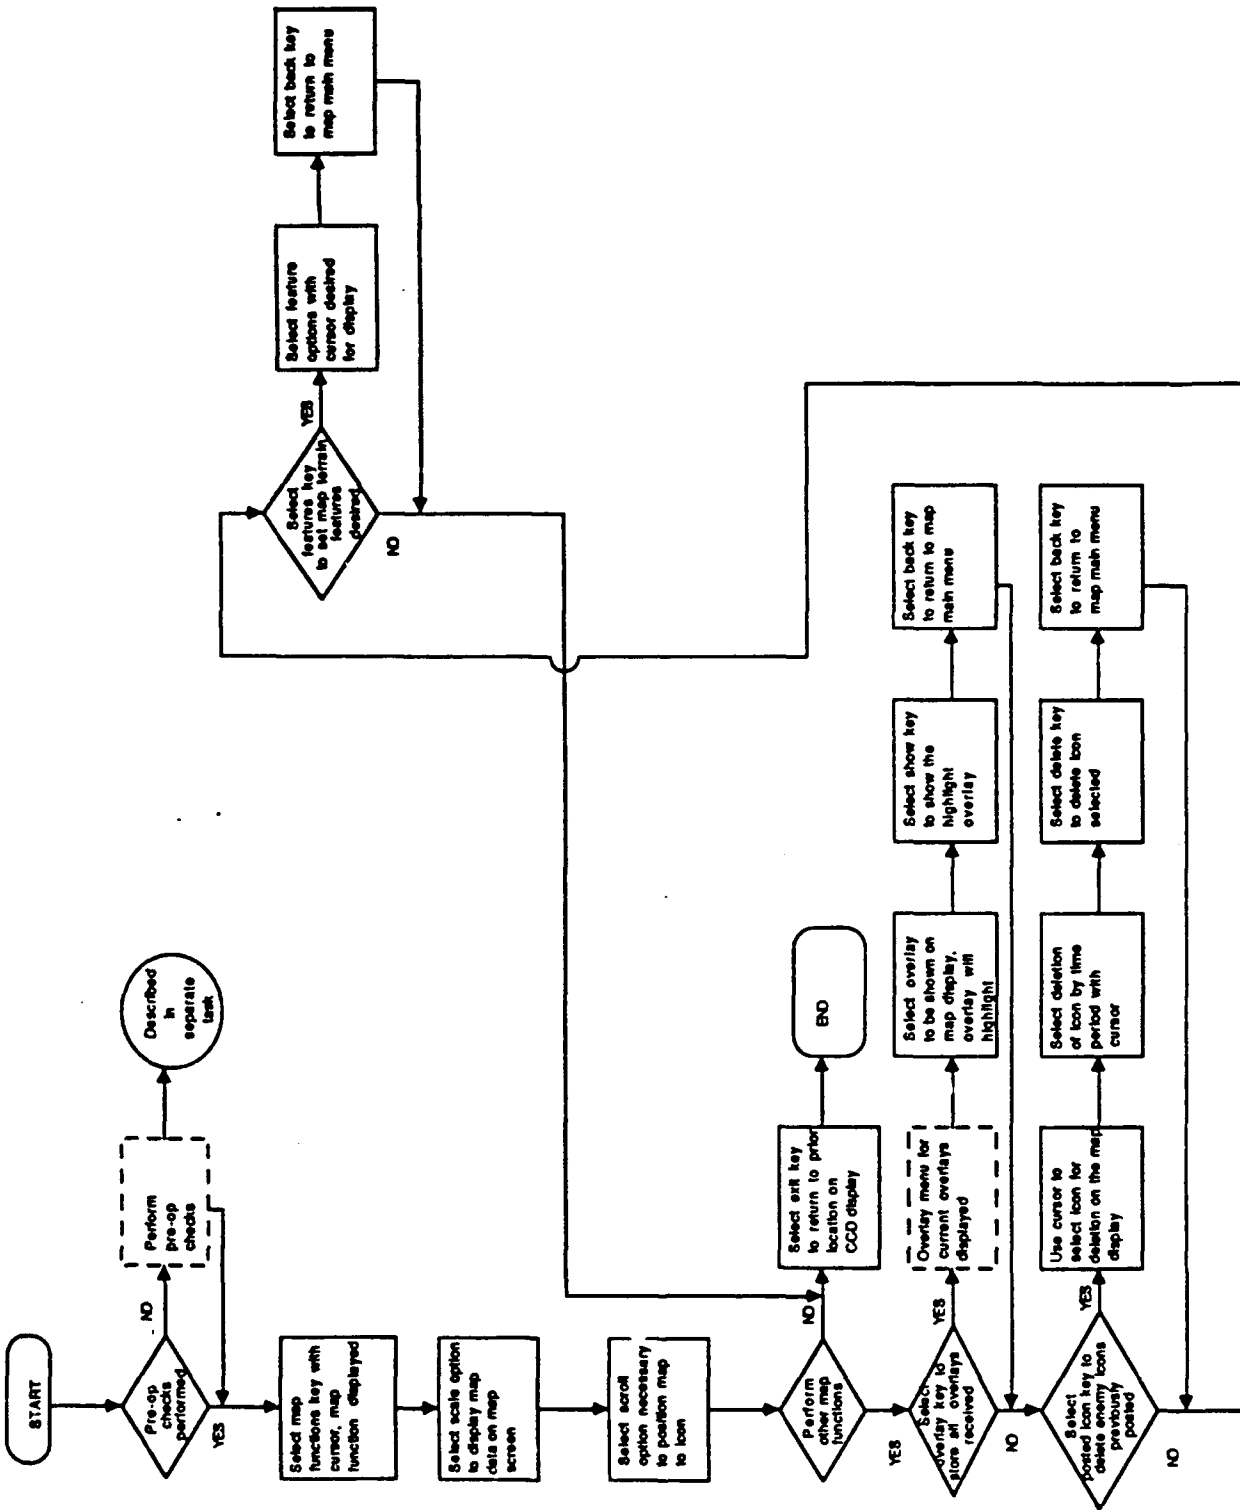 START
Pre-op
checks
performed
NO
YES
Perform
pre-op
checks
Described
in
separate
task
Select map
functions key with
cursor, map
function displayed
Select scale option
to display map
data on map
screen
Select scroll
option necessary
to position map
to icon
Perform
other map
functions
NO
YES
Select exit key
to return to prior
location on
CCD display
END
Select
overlay key to
store all overlays
received
YES
NO
Overlay menu for
current overlays
displayed
Select overlay
to be shown on
map display,
overlay will
highlight
Select show key
to show the
highlight
overlay
Select back key
to return to map
main menu
Select
posted icon key to
delete enemy icons
previously
posted
YES
NO
Use cursor to
select icon for
deletion on the map
display
Select deletion
of icon by time
period with
cursor
Select delete key
to delete icon
selected
Select back key
to return to
map main menu
Select
features key
to set map terrain
features
desired
YES
NO
Select feature
options with
cursor desired
for display
Select back key
to return to
map main menu